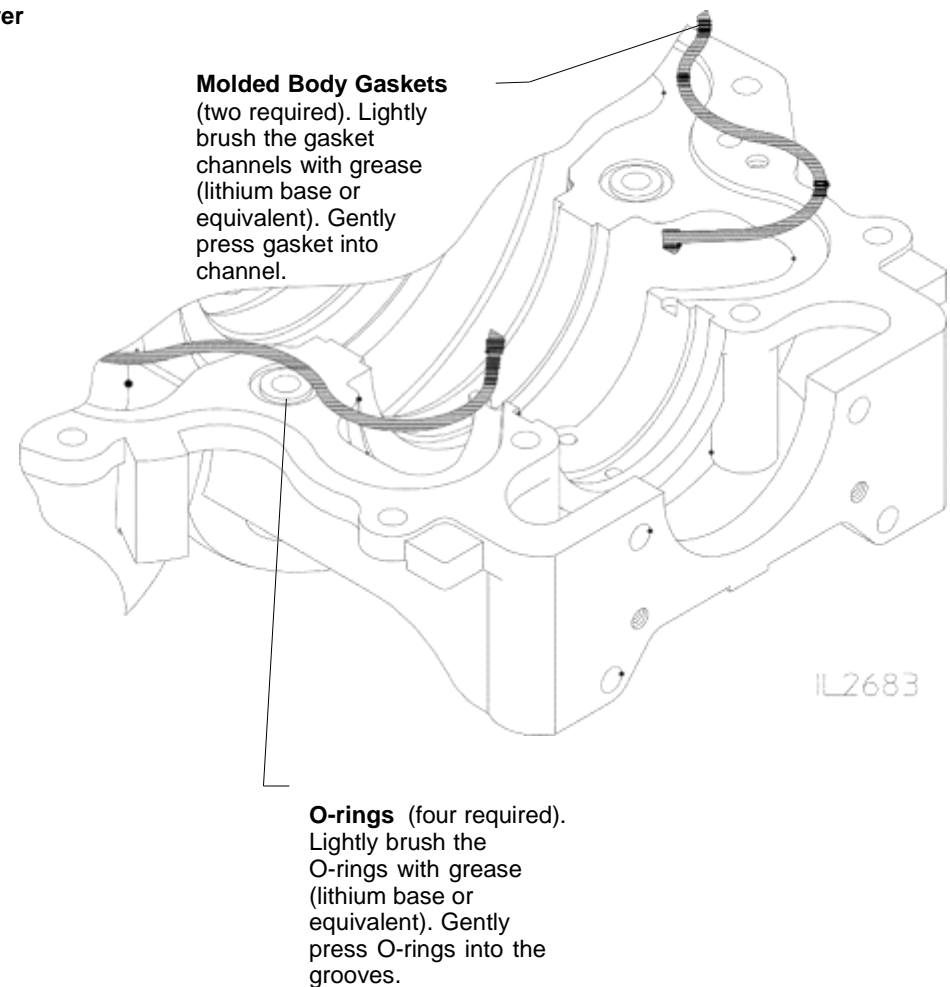 Molded Body Gaskets
(two required). Lightly
brush the gasket
channels with grease
(lithium base or
equivalent). Gently
press gasket into
channel.
IL2683
O-rings (four required).
Lightly brush the
O-rings with grease
(lithium base or
equivalent). Gently
press O-rings into the
grooves.